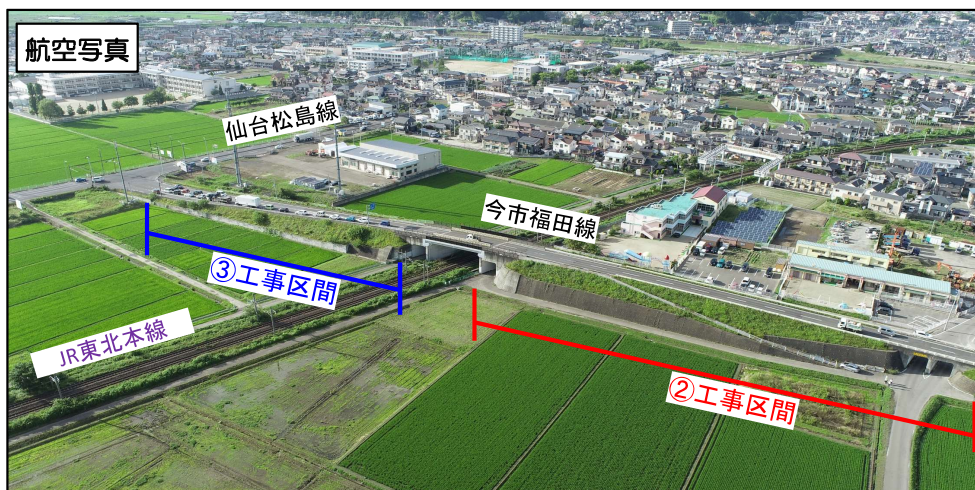 航空写真
仙台松島線
今市福田線
③工事区間
JR東北本線
②工事区間